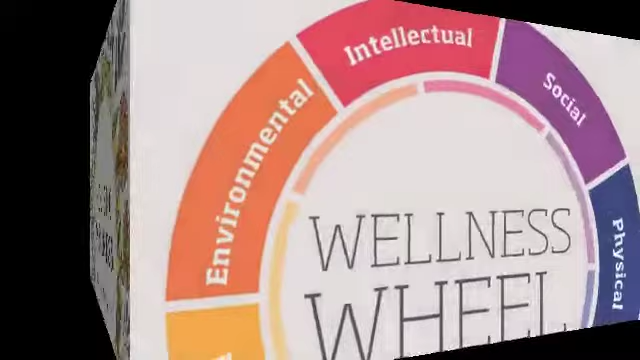 Intellectual
Social
Environmental
Physical
WELLNESS
WHEEL